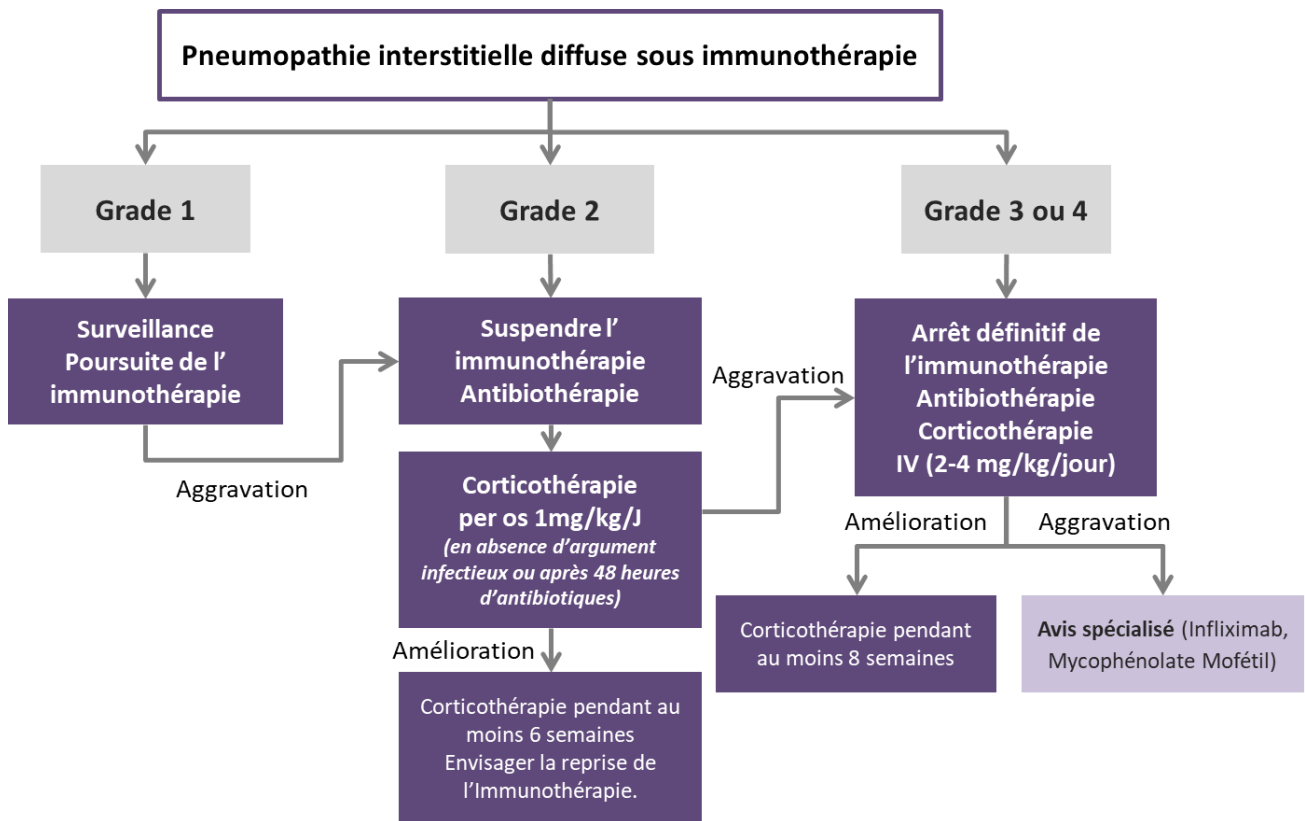 Pneumopathie interstitielle diffuse sous immunothérapie
Grade 1
Grade 2
Grade 3 ou 4
Surveillance
Poursuite de l'
immunothérapie
Aggravation
Suspendre l'
immunothérapie
Antibiothérapie
Corticothérapie
per os 1mg/kg/J
(en absence d'argument
infectieux ou après 48 heures
d'antibiotiques)
Amélioration
Corticothérapie pendant au
moins 6 semaines
Envisager la reprise de
l'Immunothérapie.
Aggravation
Arrêt définitif de
l'immunothérapie
Antibiothérapie
Corticothérapie
IV (2-4 mg/kg/jour)
Amélioration
Aggravation
Corticothérapie pendant
au moins 8 semaines
Avis spécialisé (Infliximab,
Mycophénolate Mofétil)